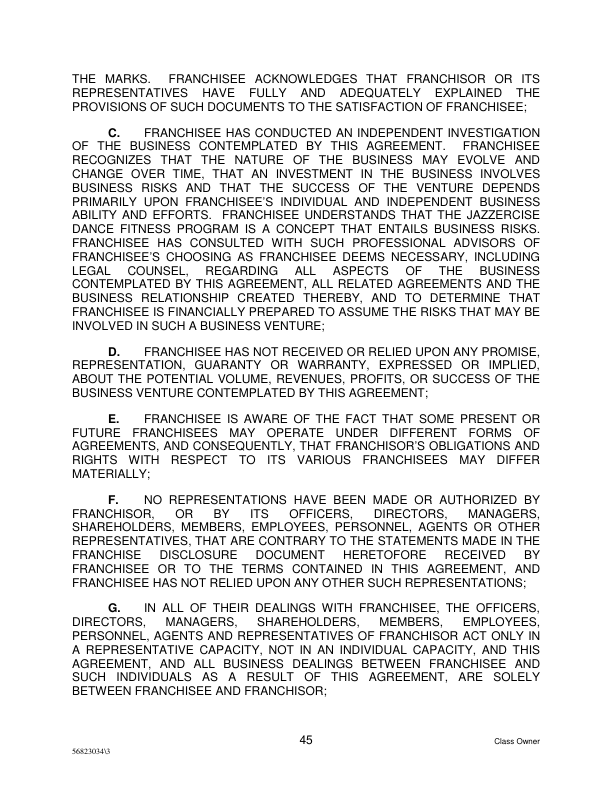 THE MARKS. FRANCHISEE ACKNOWLEDGES THAT FRANCHISOR OR ITS
REPRESENTATIVES HAVE FULLY AND ADEQUATELY EXPLAINED THE
PROVISIONS OF SUCH DOCUMENTS TO THE SATISFACTION OF FRANCHISEE;
C. FRANCHISEE HAS CONDUCTED AN INDEPENDENT INVESTIGATION
OF THE BUSINESS CONTEMPLATED BY THIS AGREEMENT. FRANCHISEE
RECOGNIZES THAT THE NATURE OF THE BUSINESS MAY EVOLVE AND
CHANGE OVER TIME, THAT AN INVESTMENT IN THE BUSINESS INVOLVES
BUSINESS RISKS AND THAT THE SUCCESS OF THE VENTURE DEPENDS
PRIMARILY UPON FRANCHISEE'S INDIVIDUAL AND INDEPENDENT BUSINESS
ABILITY AND EFFORTS. FRANCHISEE UNDERSTANDS THAT THE JAZZERCISE
DANCE FITNESS PROGRAM IS A CONCEPT THAT ENTAILS BUSINESS RISKS.
FRANCHISEE HAS CONSULTED WITH SUCH PROFESSIONAL ADVISORS OF
FRANCHISEE'S CHOOSING AS FRANCHISEE DEEMS NECESSARY, INCLUDING
LEGAL COUNSEL, REGARDING ALL ASPECTS OF THE BUSINESS
CONTEMPLATED BY THIS AGREEMENT, ALL RELATED AGREEMENTS AND THE
BUSINESS RELATIONSHIP CREATED THEREBY, AND TO DETERMINE THAT
FRANCHISEE IS FINANCIALLY PREPARED TO ASSUME THE RISKS THAT MAY BE
INVOLVED IN SUCH A BUSINESS VENTURE;
D. FRANCHISEE HAS NOT RECEIVED OR RELIED UPON ANY PROMISE,
REPRESENTATION, GUARANTY OR WARRANTY, EXPRESSED OR IMPLIED,
ABOUT THE POTENTIAL VOLUME, REVENUES, PROFITS, OR SUCCESS OF THE
BUSINESS VENTURE CONTEMPLATED BY THIS AGREEMENT;
E. FRANCHISEE IS AWARE OF THE FACT THAT SOME PRESENT OR
FUTURE FRANCHISEES MAY OPERATE UNDER DIFFERENT FORMS OF
AGREEMENTS, AND CONSEQUENTLY, THAT FRANCHISOR'S OBLIGATIONS AND
RIGHTS WITH RESPECT TO ITS VARIOUS FRANCHISEES MAY DIFFER
MATERIALLY;
F. NO REPRESENTATIONS HAVE BEEN MADE OR AUTHORIZED BY
FRANCHISOR, OR BY ITS OFFICERS, DIRECTORS, MANAGERS,
SHAREHOLDERS, MEMBERS, EMPLOYEES, PERSONNEL, AGENTS OR OTHER
REPRESENTATIVES, THAT ARE CONTRARY TO THE STATEMENTS MADE IN THE
FRANCHISE DISCLOSURE DOCUMENT HERETOFORE RECEIVED BY
FRANCHISEE OR TO THE TERMS CONTAINED IN THIS AGREEMENT, AND
FRANCHISEE HAS NOT RELIED UPON ANY OTHER SUCH REPRESENTATIONS;
G. IN ALL OF THEIR DEALINGS WITH FRANCHISEE, THE OFFICERS,
DIRECTORS, MANAGERS, SHAREHOLDERS, MEMBERS, EMPLOYEES,
PERSONNEL, AGENTS AND REPRESENTATIVES OF FRANCHISOR ACT ONLY IN
A REPRESENTATIVE CAPACITY, NOT IN AN INDIVIDUAL CAPACITY, AND THIS
AGREEMENT, AND ALL BUSINESS DEALINGS BETWEEN FRANCHISEE AND
SUCH INDIVIDUALS AS A RESULT OF THIS AGREEMENT, ARE SOLELY
BETWEEN FRANCHISEE AND FRANCHISOR;
45
Class Owner
56823034\3